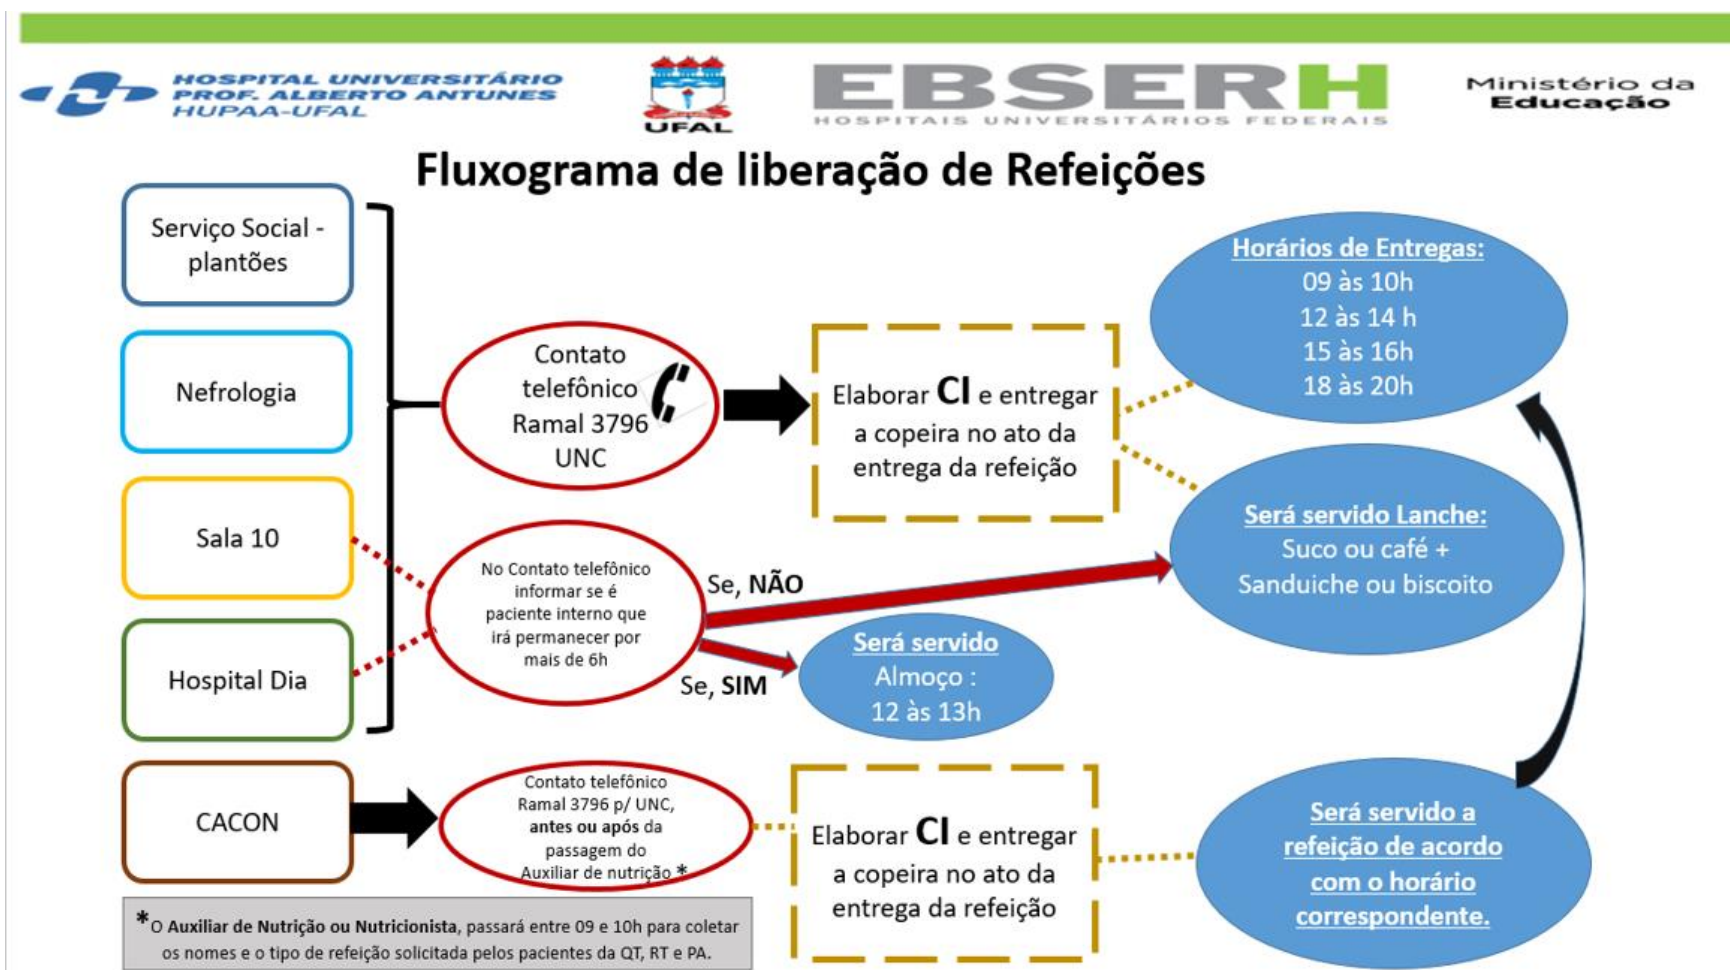 HOSPITAL UNIVERSITÁRIO
PROF. ALBERTO ANTUNES
HUPAA-UFAL
UFAL
EBSERH
HOSPITAIS UNIVERSITÁRIOS FEDERAIS
Ministério da
Educação
Fluxograma de liberação de Refeições
Serviço Social -
plantões
Nefrologia
Sala 10
Hospital Dia
Contato
telefônico
Ramal 3796
UNC
Elaborar CI e entregar
a copeira no ato da
entrega da refeição
Horários de Entregas:
09 às 10h
12 às 14 h
15 às 16h
18 às 20h
No Contato telefônico
informar se é
paciente interno que
irá permanecer por
mais de 6h
Se, NÃO
Será servido Lanche:
Suco ou café +
Sanduiche ou biscoito
Se, SIM
Será servido
Almoço :
12 às 13h
CACON
Contato telefônico
Ramal 3796 p/ UNC,
antes ou após da
passagem do
Auxiliar de nutrição *
Elaborar CI e entregar
a copeira no ato da
entrega da refeição
Será servido a
refeição de acordo
com o horário
correspondente.
*O Auxiliar de Nutrição ou Nutricionista, passará entre 09 e 10h para coletar
os nomes e o tipo de refeição solicitada pelos pacientes da QT, RT e PA.